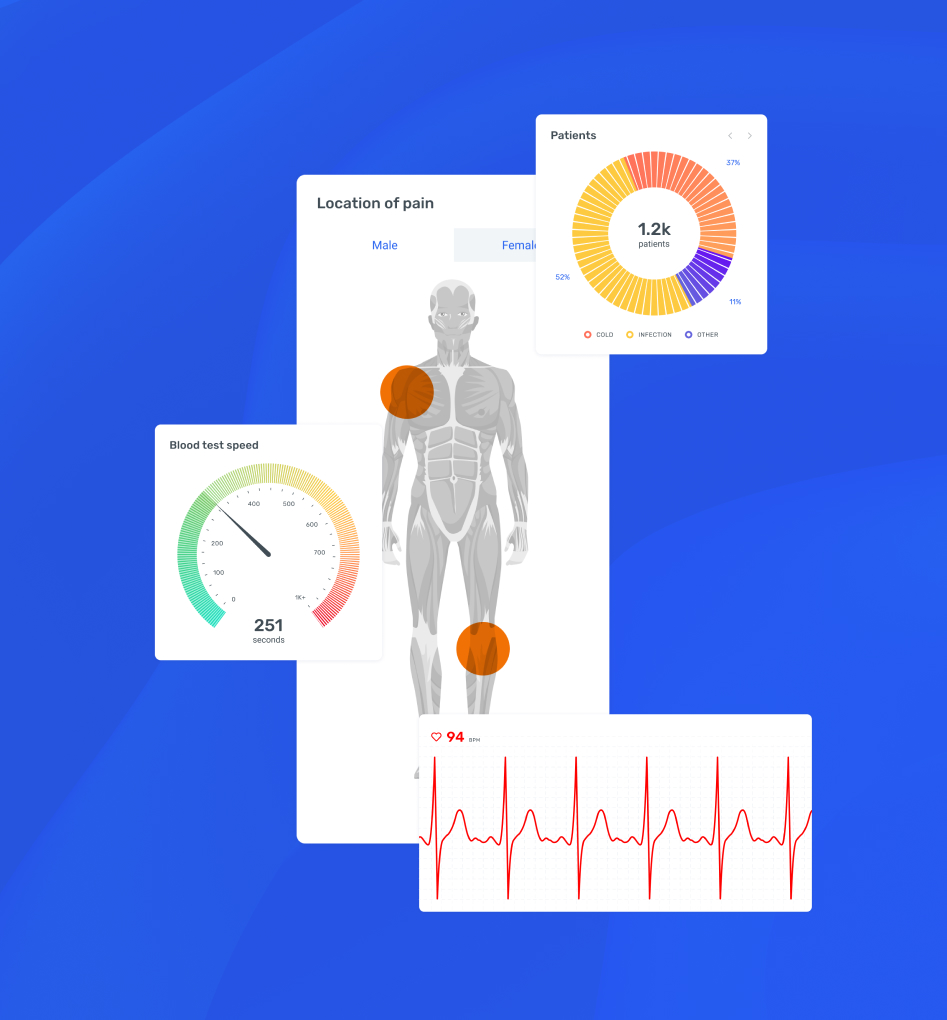 Patients
37%
1.2k
patients
52%
11%
COLD
INFECTION
OTHER
Location of pain
Male
Female
Blood test speed
400
500
600
200
700
100
0
1K+
251
seconds
94 BPM